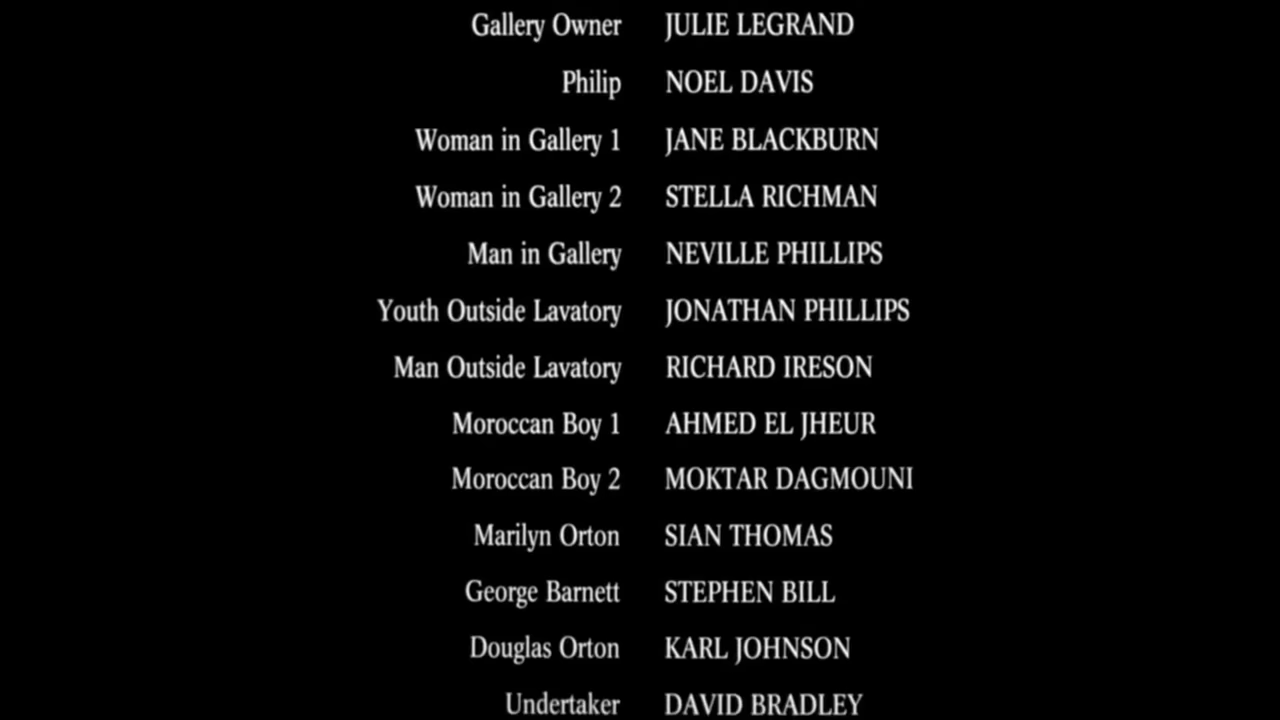 Gallery Owner JULIE LEGRAND
Philip NOEL DAVIS
Woman in Gallery 1 JANE BLACKBURN
Woman in Gallery 2 STELLA RICHMAN
Man in Gallery NEVILLE PHILLIPS
Youth Outside Lavatory JONATHAN PHILLIPS
Man Outside Lavatory RICHARD IRESON
Moroccan Boy 1 AHMED EL JHEUR
Moroccan Boy 2 MOKTAR DAGMOUNI
Marilyn Orton SIAN THOMAS
George Barnett STEPHEN BILL
Douglas Orton KARL JOHNSON
Undertaker DAVID BRADLEY